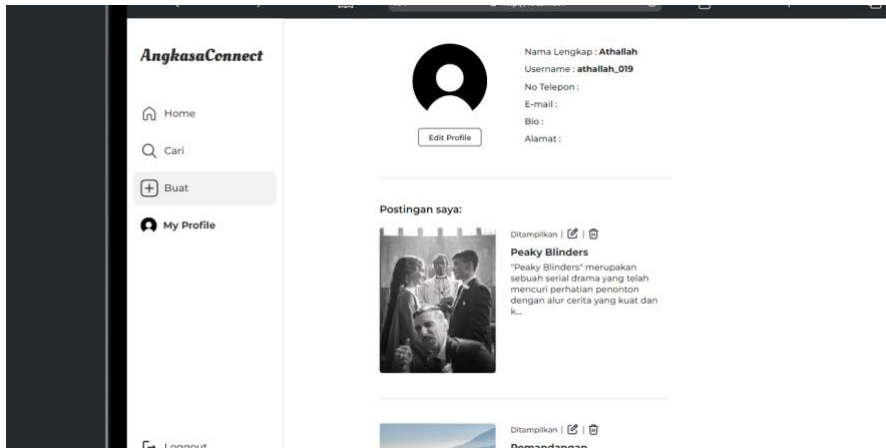 AngkasaConnect
Home
Cari
Buat
My Profile
Nama Lengkap : Athallah
Username : athallah_019
No Telepon :
E-mail :
Bio :
Alamat :
Edit Profile
Postingan saya:
Ditampilkan | |
Peaky Blinders
"Peaky Blinders" merupakan
sebuah serial drama yang telah
mencuri perhatian penonton
dengan alur cerita yang kuat dan
k...
Ditampilkan | |
Pemandangan
Loggout